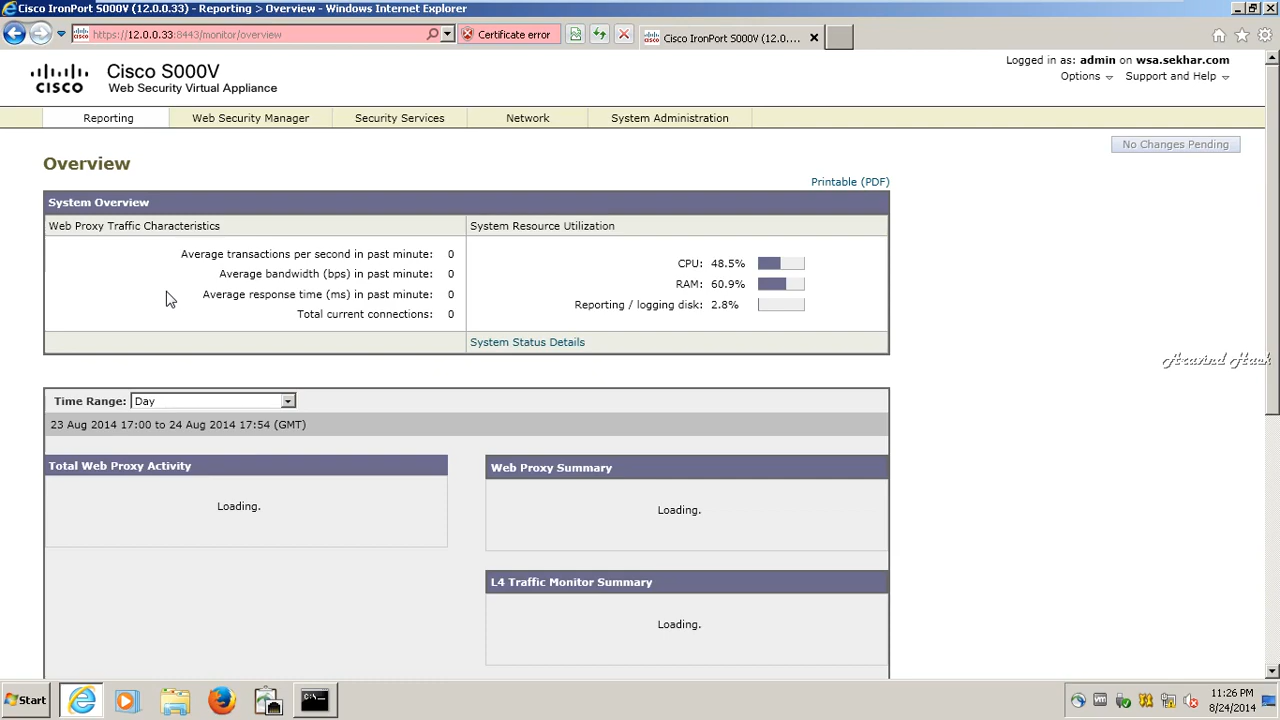 Cisco IronPort S000V (12.0.0.33) - Reporting > Overview - Windows Internet Explorer
https://12.0.0.33:8443/monitor/overview
Certificate error
Cisco IronPort S000V (12.0....
Logged in as: admin on wsa.sekhar.com
Options
Support and Help
CISCO
Cisco S000V
Web Security Virtual Appliance
Reporting
Web Security Manager
Security Services
Network
System Administration
No Changes Pending
Overview
Printable (PDF)
System Overview
Web Proxy Traffic Characteristics
Average transactions per second in past minute: 0
Average bandwidth (bps) in past minute: 0
Average response time (ms) in past minute: 0
Total current connections: 0
System Resource Utilization
CPU: 48.5%
RAM: 60.9%
Reporting / logging disk: 2.8%
System Status Details
Aravind Hack
Time Range: Day
23 Aug 2014 17:00 to 24 Aug 2014 17:54 (GMT)
Total Web Proxy Activity
Loading.
Web Proxy Summary
Loading.
L4 Traffic Monitor Summary
Loading.
Start
11:26 PM
8/24/2014